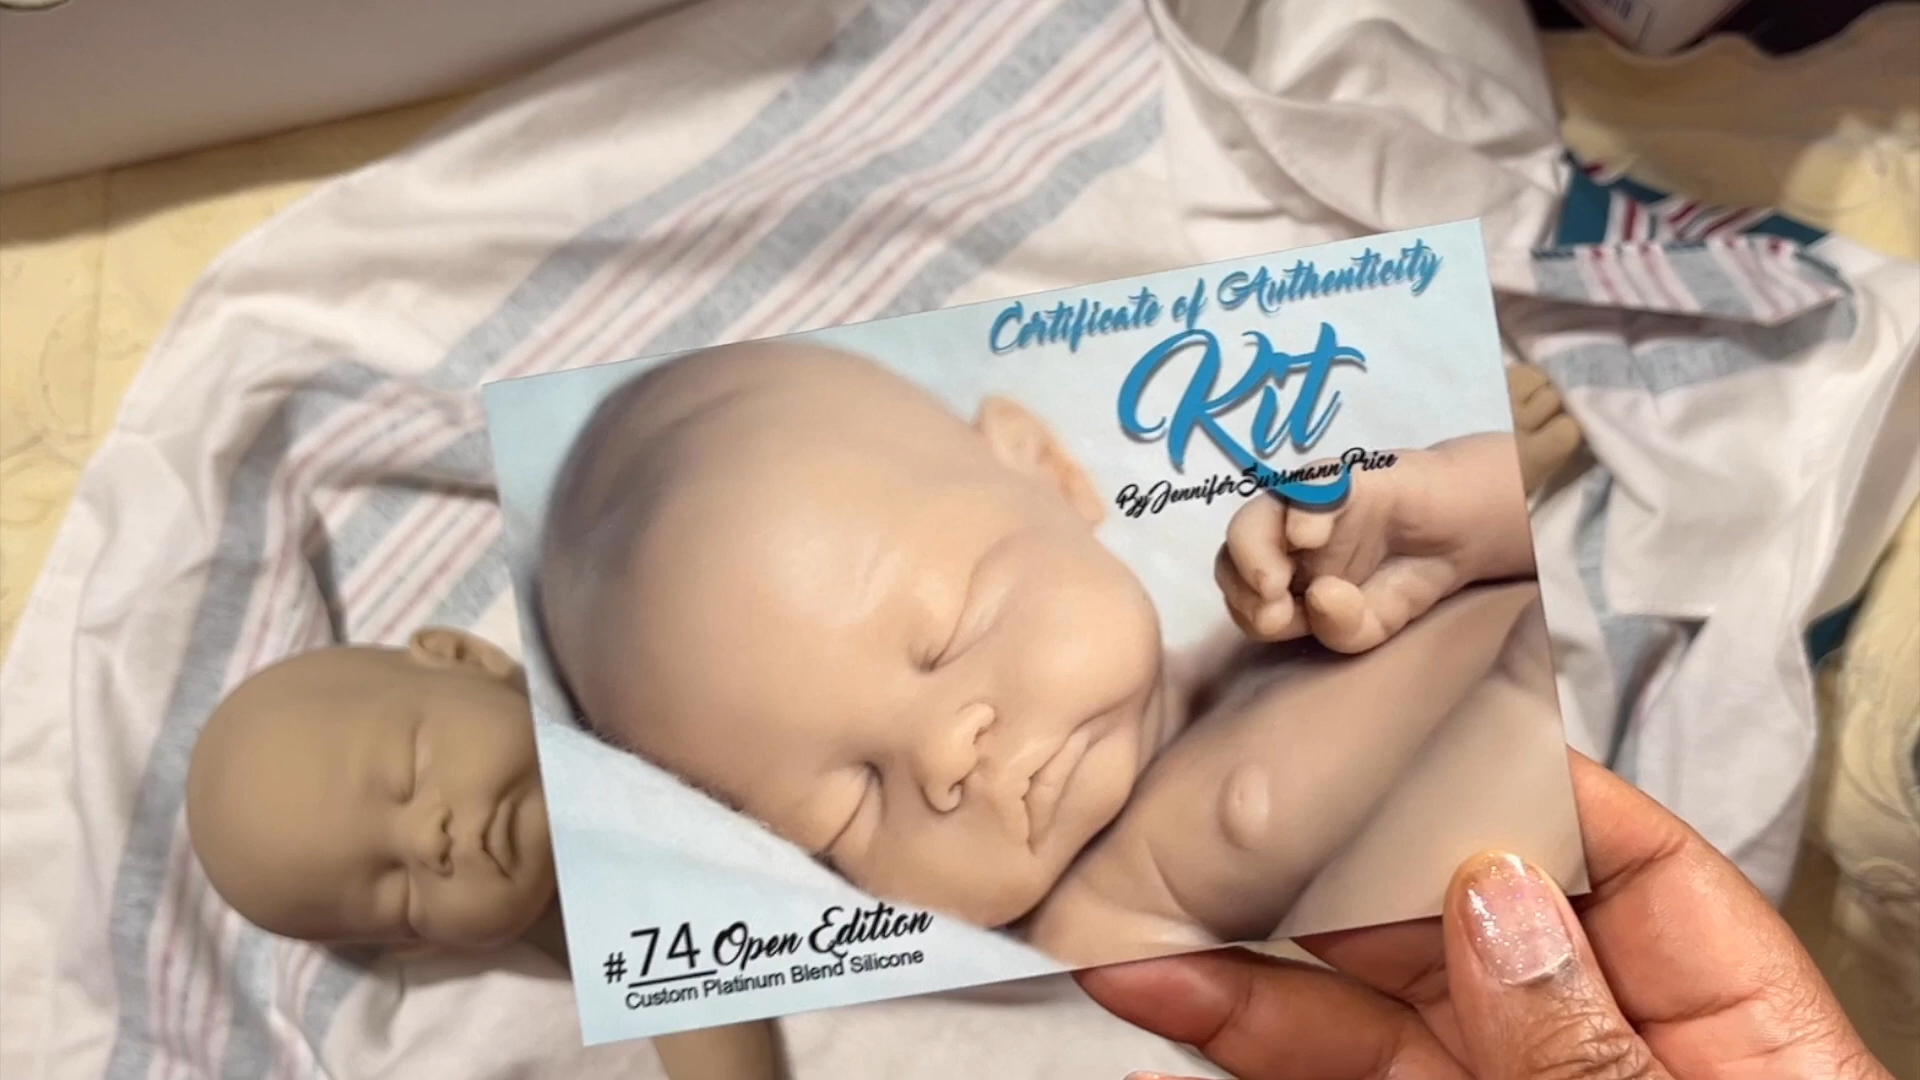 Certificate of Authenticity
Kit
By Jennifer Sussmann Price
#74 Open Edition
Custom Platinum Blend Silicone